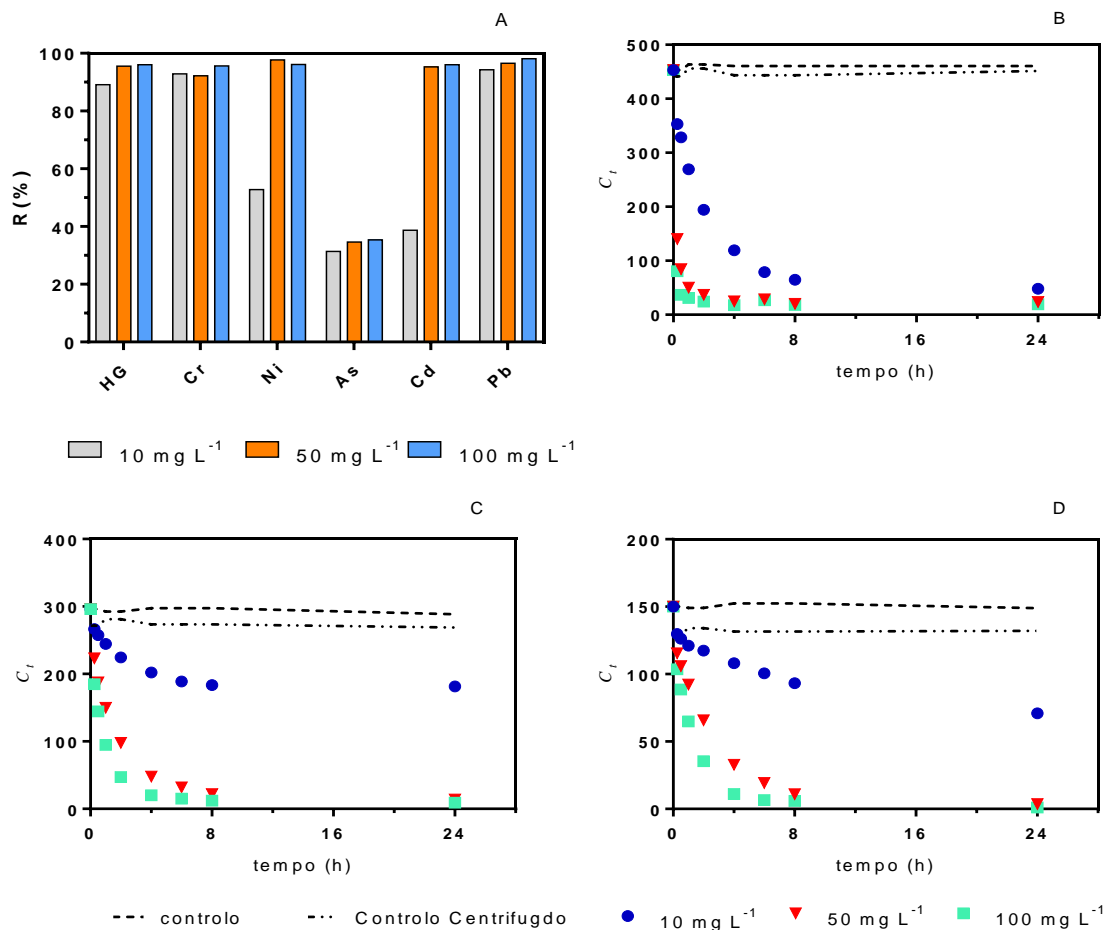 A
R (%)
100
80
60
40
20
0
HG
Cr
Ni
As
Cd
Pb
10 mg L-1
50 mg L-1
100 mg L-1
B
Ct
500
400
300
200
100
0
0
8
16
24
tempo (h)
C
Ct
400
300
200
100
0
0
8
16
24
tempo (h)
D
Ct
200
150
100
50
0
0
8
16
24
tempo (h)
controlo
Controlo Centrifugdo
10 mg L-1
50 mg L-1
100 mg L-1